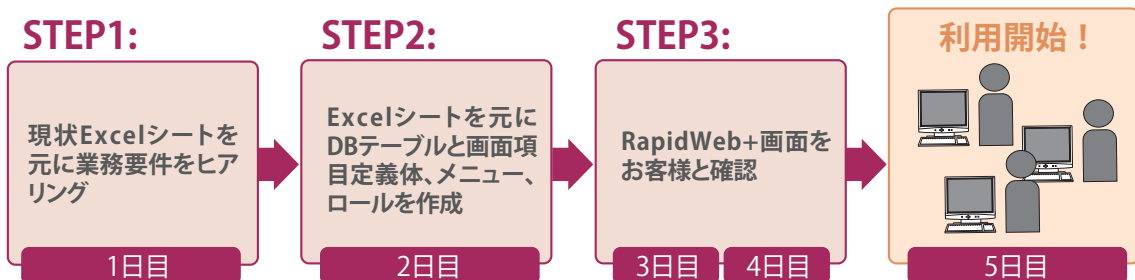 STEP1:
現状Excelシートを
元に業務要件をヒア
リング
1日目
STEP2:
Excelシートを元に
DBテーブルと画面項
目定義体、メニュー、
ロールを作成
2日目
STEP3:
RapidWeb+画面を
お客様と確認
3日目
4日目
利用開始！
5日目